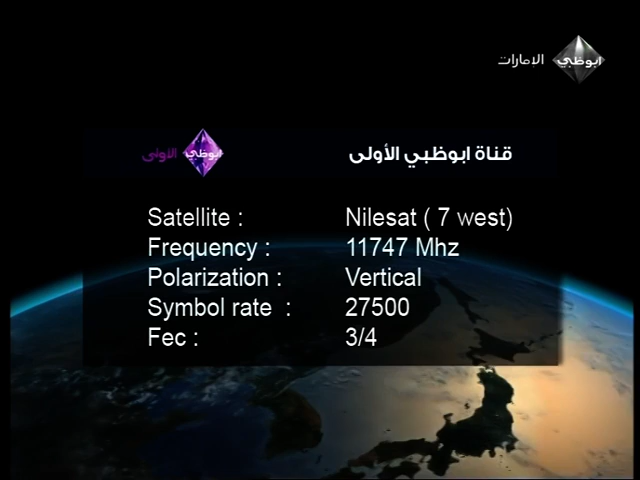 الإمارات ابوظبي
قناة ابوظبي الأولى
ابوظبي الأولى
Satellite : Nilesat ( 7 west)
Frequency : 11747 Mhz
Polarization : Vertical
Symbol rate : 27500
Fec : 3/4